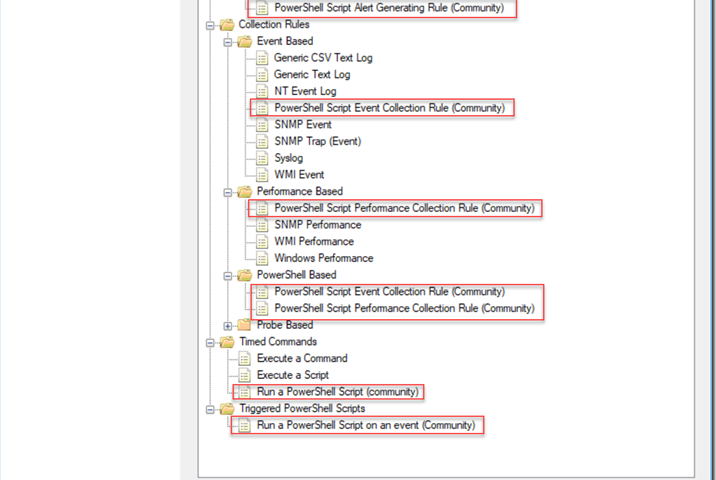 PowerShell Script Alert Generating Rule (Community)
Collection Rules
Event Based
Generic CSV Text Log
Generic Text Log
NT Event Log
PowerShell Script Event Collection Rule (Community)
SNMP Event
SNMP Trap (Event)
Syslog
WMI Event
Performance Based
PowerShell Script Performance Collection Rule (Community)
SNMP Performance
WMI Performance
Windows Performance
PowerShell Based
PowerShell Script Event Collection Rule (Community)
PowerShell Script Performance Collection Rule (Community)
Probe Based
Timed Commands
Execute a Command
Execute a Script
Run a PowerShell Script (community)
Triggered PowerShell Scripts
Run a PowerShell Script on an event (Community)